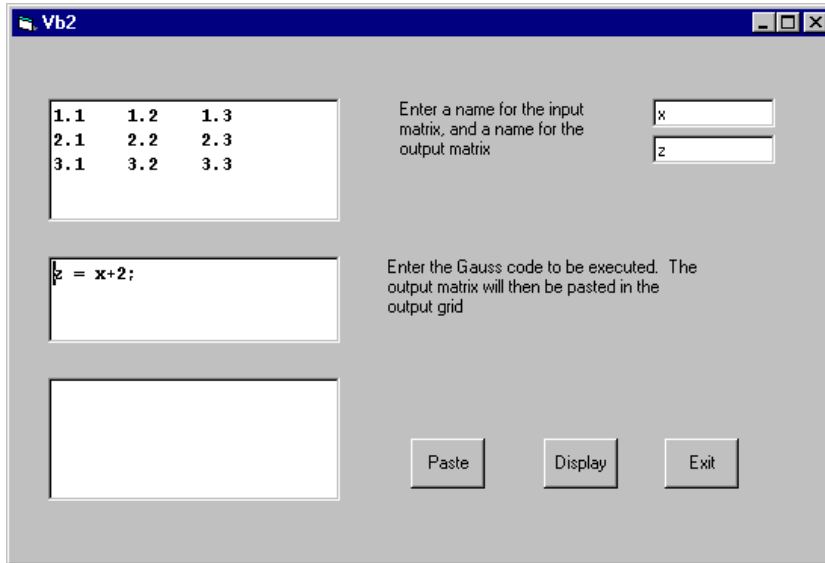 Vb2
1.1 1.2 1.3
2.1 2.2 2.3
3.1 3.2 3.3
Enter a name for the input
matrix, and a name for the
output matrix
x
z
z = x+2;
Enter the Gauss code to be executed. The
output matrix will then be pasted in the
output grid
Paste Display Exit